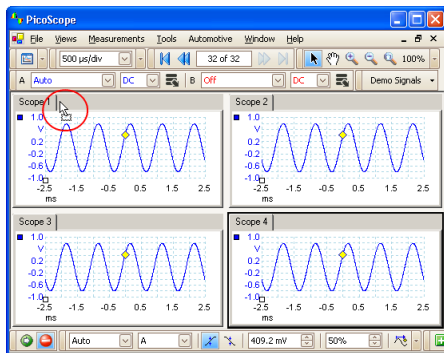 PicoScope
File Views Measurements Tools Automotive Window Help
500 µs/div 32 of 32 100%
A Auto DC B Off DC Demo Signals
Scope 1 Scope 2
1.0 1.0
V V
0.2 0.2
-0.2 -0.2
-0.6 -0.6
-1.0 -1.0
-2.5 -1.5 -0.5 0.5 1.5 2.5 -2.5 -1.5 -0.5 0.5 1.5 2.5
ms ms
Scope 3 Scope 4
1.0 1.0
V V
0.2 0.2
-0.2 -0.2
-0.6 -0.6
-1.0 -1.0
-2.5 -1.5 -0.5 0.5 1.5 2.5 -2.5 -1.5 -0.5 0.5 1.5 2.5
ms ms
Auto A 409.2 mV 50%